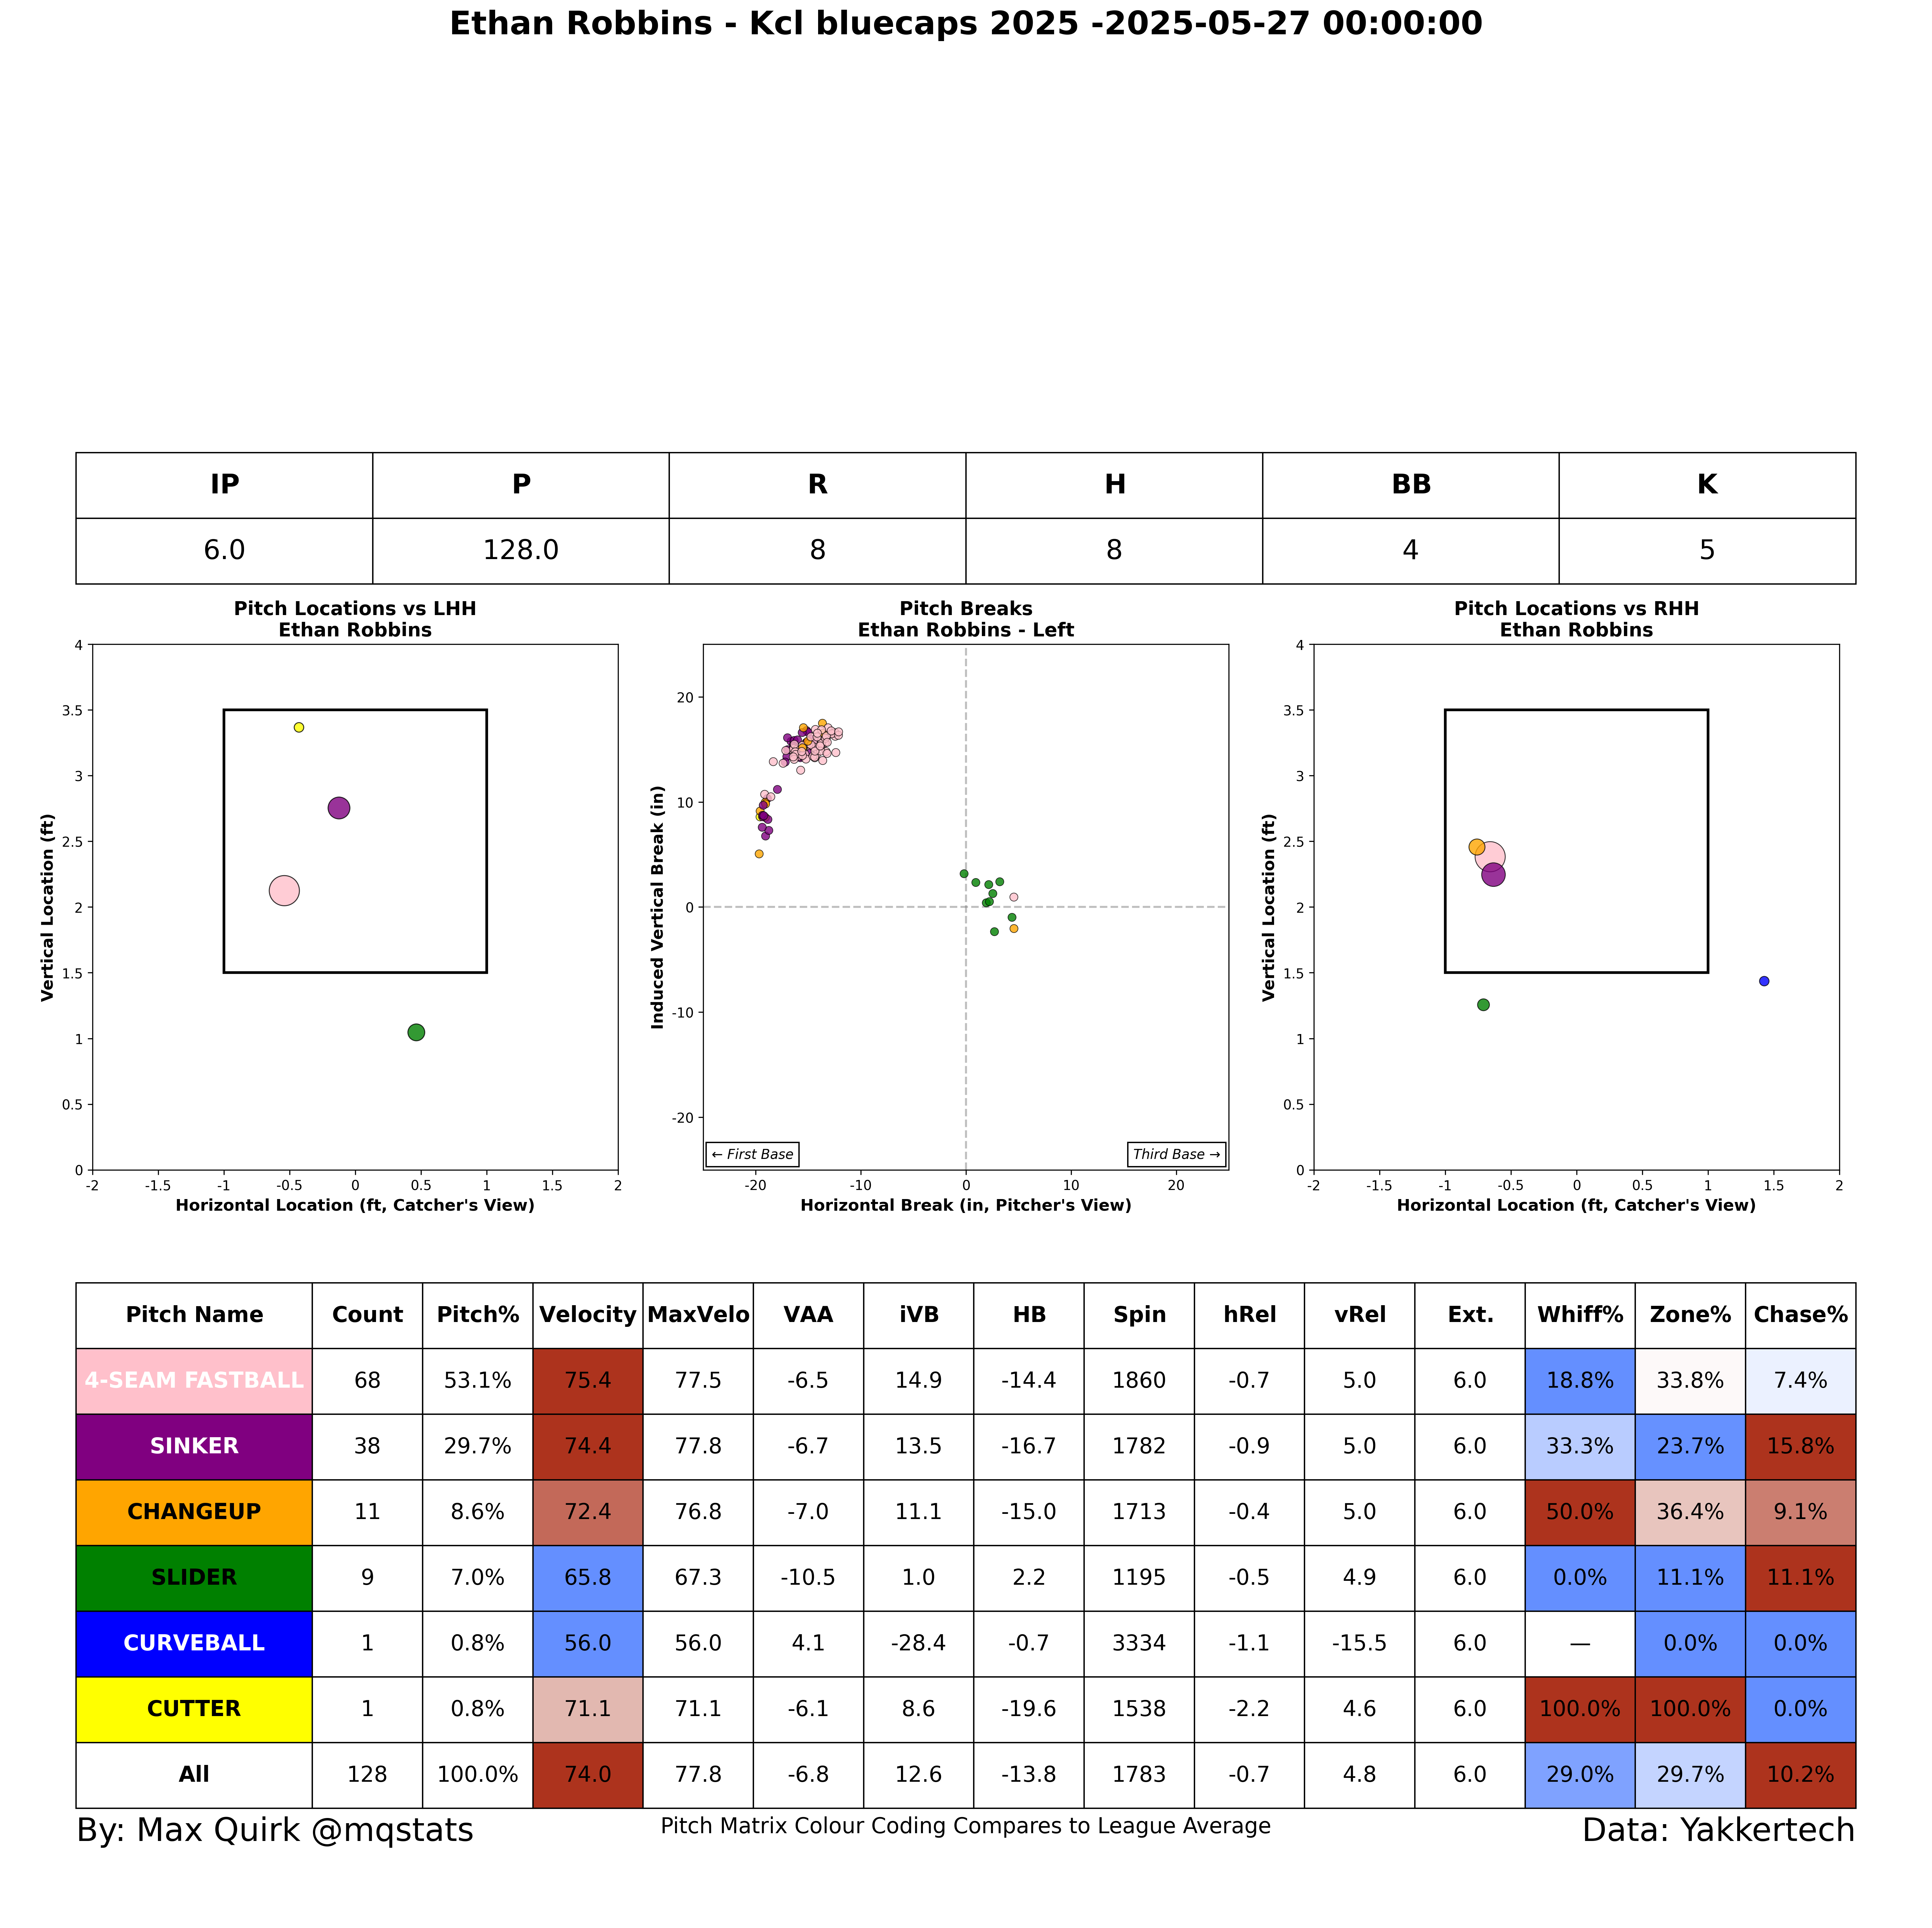 Ethan Robbins - Kcl bluecaps 2025 -2025-05-27 00:00:00
IP P R H BB K
6.0 128.0 8 8 4 5
Pitch Locations vs LHH
Ethan Robbins
4
3.5
3
2.5
2
1.5
1
0.5
0
-2 -1.5 -1 -0.5 0 0.5 1 1.5 2
Vertical Location (ft)
Horizontal Location (ft, Catcher's View)
Pitch Breaks
Ethan Robbins - Left
20
10
0
-10
-20
← First Base Third Base →
-20 -10 0 10 20
Induced Vertical Break (in)
Horizontal Break (in, Pitcher's View)
Pitch Locations vs RHH
Ethan Robbins
4
3.5
3
2.5
2
1.5
1
0.5
0
-2 -1.5 -1 -0.5 0 0.5 1 1.5 2
Vertical Location (ft)
Horizontal Location (ft, Catcher's View)
Pitch Name Count Pitch% Velocity MaxVelo VAA iVB HB Spin hRel vRel Ext. Whiff% Zone% Chase%
4-SEAM FASTBALL 68 53.1% 75.4 77.5 -6.5 14.9 -14.4 1860 -0.7 5.0 6.0 18.8% 33.8% 7.4%
SINKER 38 29.7% 74.4 77.8 -6.7 13.5 -16.7 1782 -0.9 5.0 6.0 33.3% 23.7% 15.8%
CHANGEUP 11 8.6% 72.4 76.8 -7.0 11.1 -15.0 1713 -0.4 5.0 6.0 50.0% 36.4% 9.1%
SLIDER 9 7.0% 65.8 67.3 -10.5 1.0 2.2 1195 -0.5 4.9 6.0 0.0% 11.1% 11.1%
CURVEBALL 1 0.8% 56.0 56.0 4.1 -28.4 -0.7 3334 -1.1 -15.5 6.0 — 0.0% 0.0%
CUTTER 1 0.8% 71.1 71.1 -6.1 8.6 -19.6 1538 -2.2 4.6 6.0 100.0% 100.0% 0.0%
All 128 100.0% 74.0 77.8 -6.8 12.6 -13.8 1783 -0.7 4.8 6.0 29.0% 29.7% 10.2%
By: Max Quirk @mqstats Pitch Matrix Colour Coding Compares to League Average Data: Yakkertech